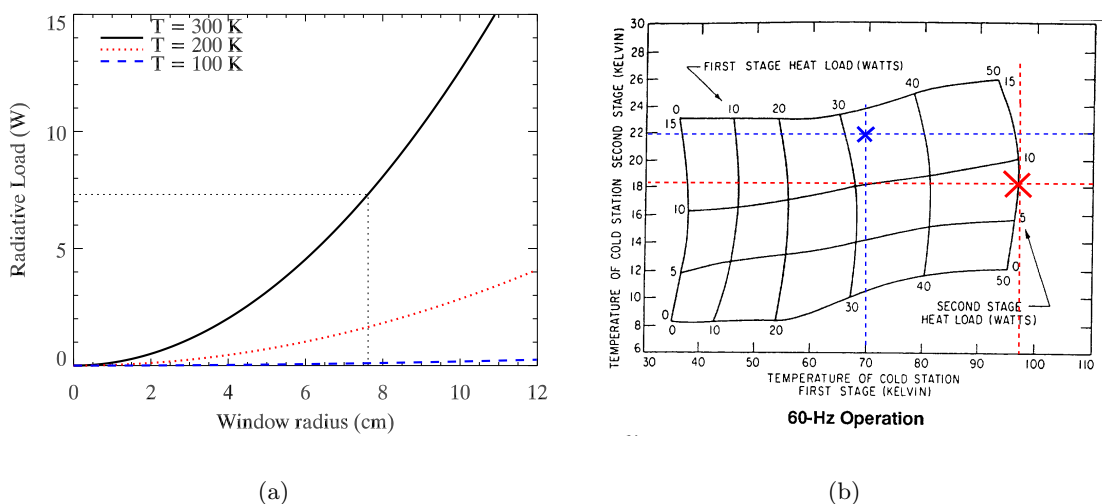 15
10
5
0
Radiative Load (W)
T = 300 K
T = 200 K
T = 100 K
0 2 4 6 8 10 12
Window radius (cm)
(a)
TEMPERATURE OF COLD STATION SECOND STAGE (KELVIN)
30
28
26
24
22
20
18
16
14
12
10
8
6
FIRST STAGE HEAT LOAD (WATTS)
0 10 20 30 40 50
15 15
10 10
5 5
0 0
0 10 20 30 40 50
SECOND STAGE
HEAT LOAD (WATTS)
30 40 50 60 70 80 90 100 110
TEMPERATURE OF COLD STATION
FIRST STAGE (KELVIN)
60-Hz Operation
(b)